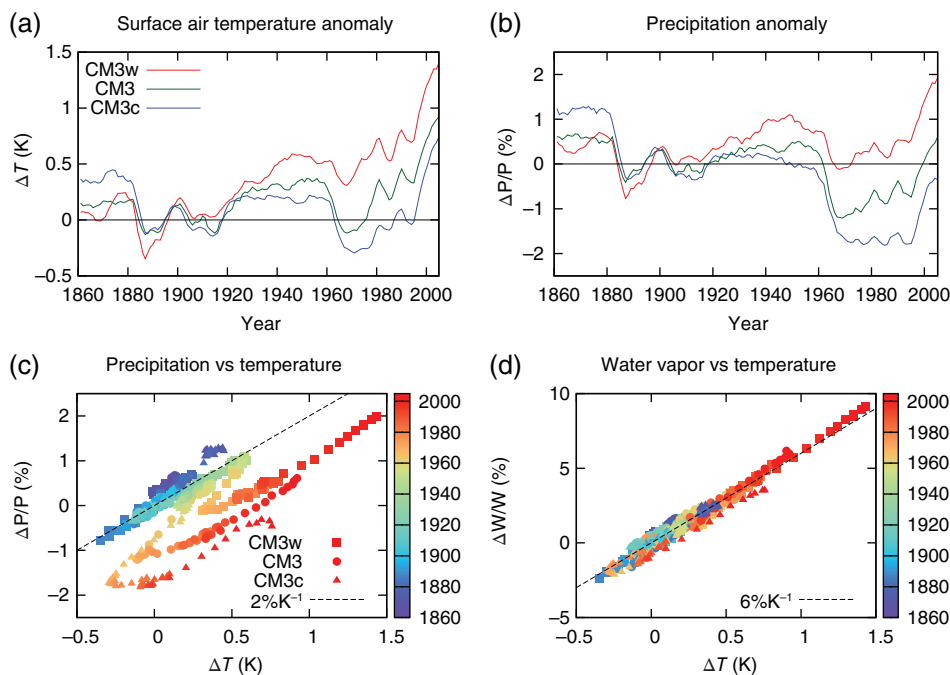 (a) Surface air temperature anomaly
1.5
1
0.5
0
−0.5
ΔT (K)
CM3w
CM3
CM3c
1860 1880 1900 1920 1940 1960 1980 2000
Year
(b) Precipitation anomaly
2
1
0
−1
−2
ΔP/P (%)
1860 1880 1900 1920 1940 1960 1980 2000
Year
(c) Precipitation vs temperature
2
1
0
−1
−2
ΔP/P (%)
CM3w
CM3
CM3c
2%K⁻¹
−0.5 0 0.5 1 1.5
ΔT (K)
2000
1980
1960
1940
1920
1900
1880
1860
(d) Water vapor vs temperature
10
5
0
−5
ΔW/W (%)
6%K⁻¹
−0.5 0 0.5 1 1.5
ΔT (K)
2000
1980
1960
1940
1920
1900
1880
1860